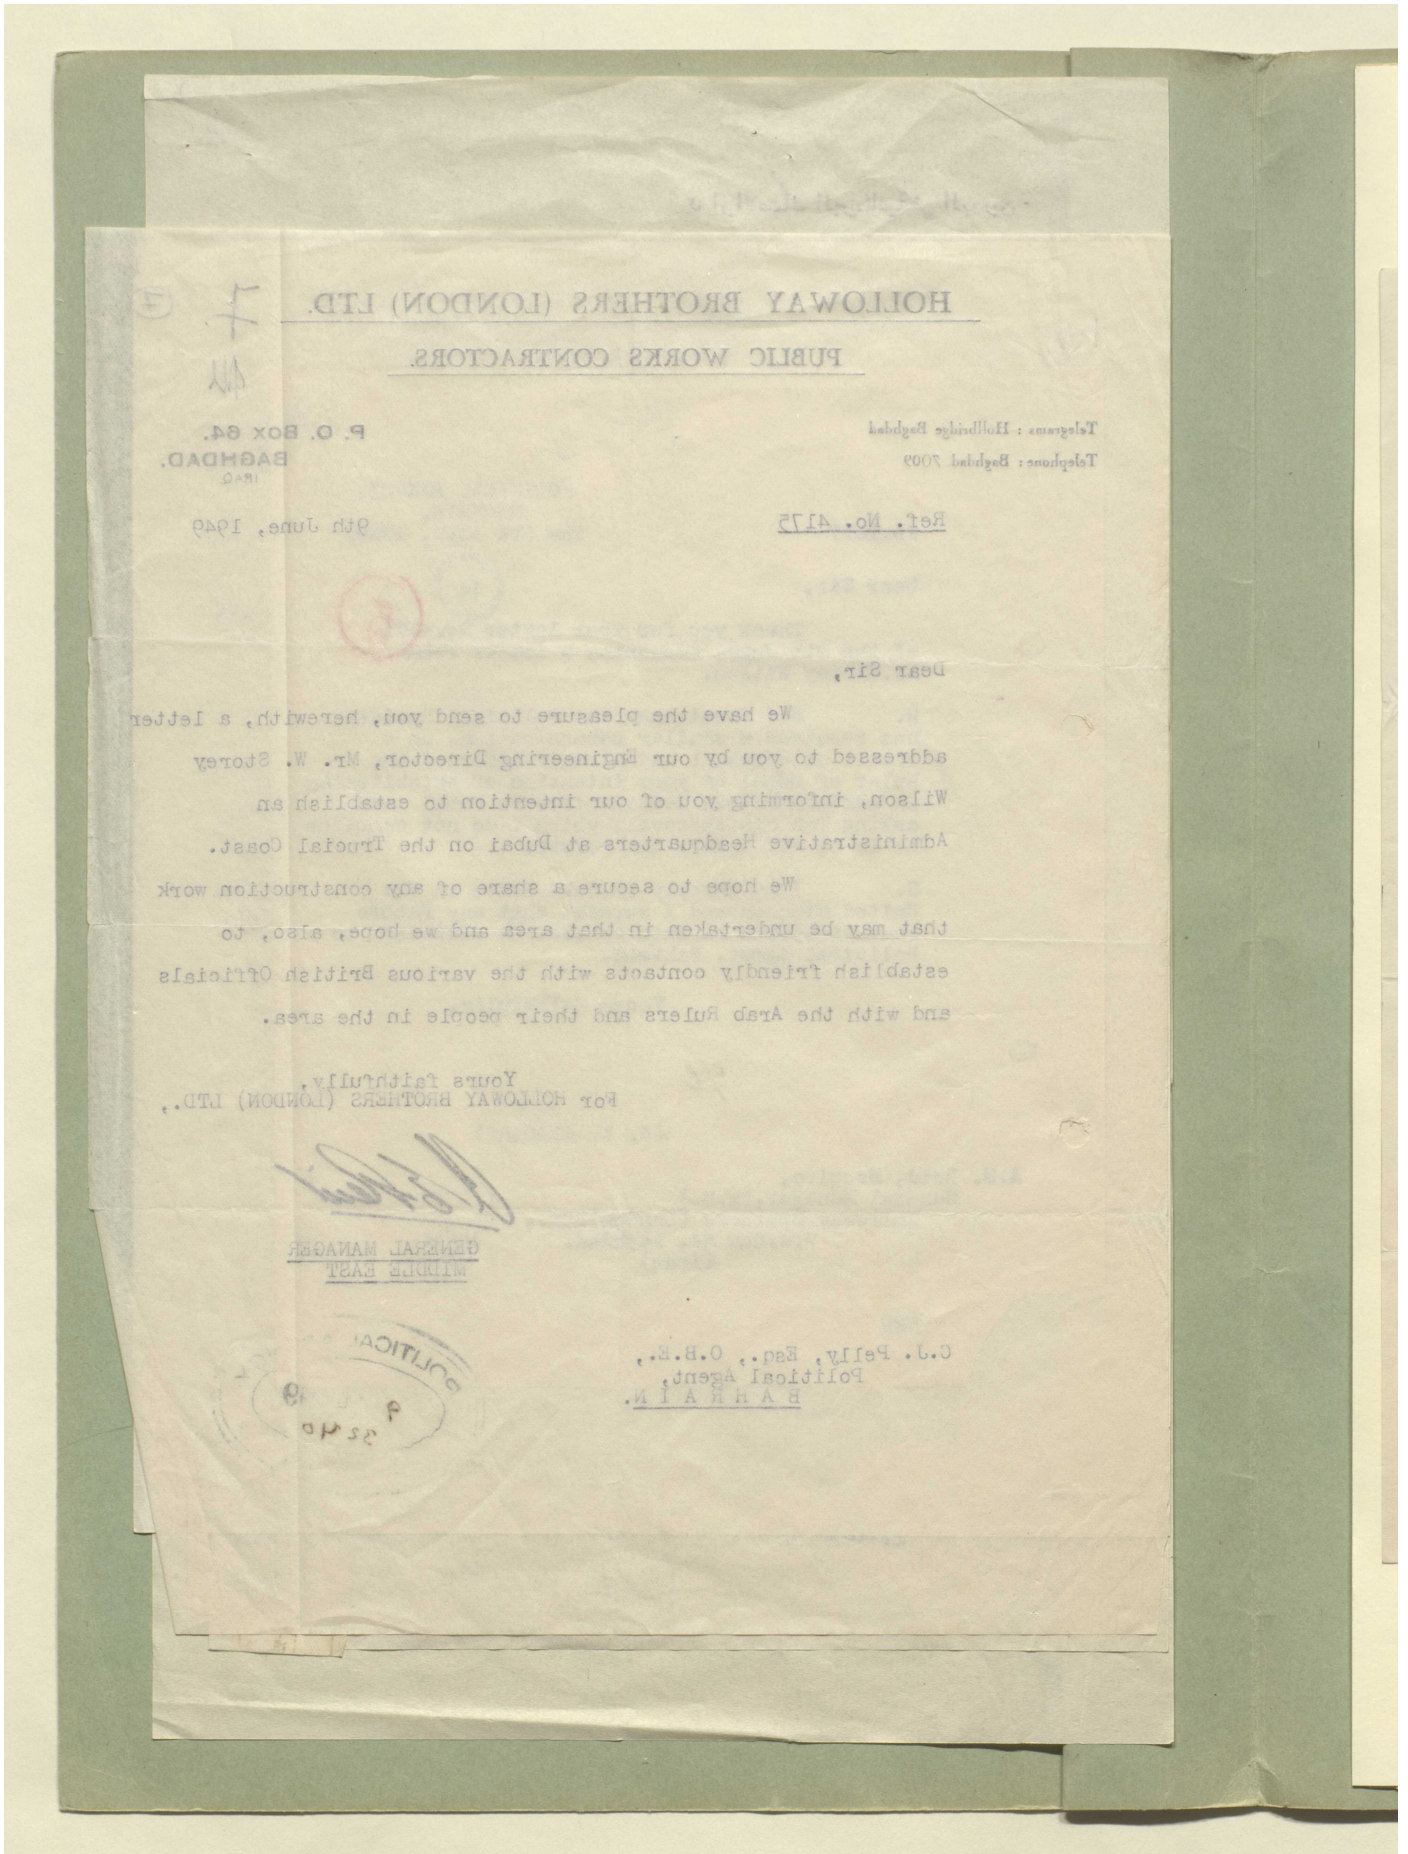 HOLLOWAY BROTHERS (LONDON) LTD.
PUBLIC WORKS CONTRACTORS.
7
Telegrams : Hollbridge Baghdad
Telephone : Baghdad 7009
P. O. BOX 64.
BAGHDAD.
IRAQ
Ref. No. 4175
9th June, 1949
Dear Sir,
We have the pleasure to send you, herewith, a letter
addressed to you by our Engineering Director, Mr. W. Storey
Wilson, informing you of our intention to establish an
Administrative Headquarters at Dubai on the Trucial Coast.
We hope to secure a share of any construction work
that may be undertaken in that area and we hope, also, to
establish friendly contacts with the various British Officials
and with the Arab Rulers and their people in the area.
Yours faithfully,
For HOLLOWAY BROTHERS (LONDON) LTD.,
GENERAL MANAGER
MIDDLE EAST
C.J. Pelly, Esq., O.B.E.,
Political Agent,
B A H R A I N.
POLITICA
9
3240